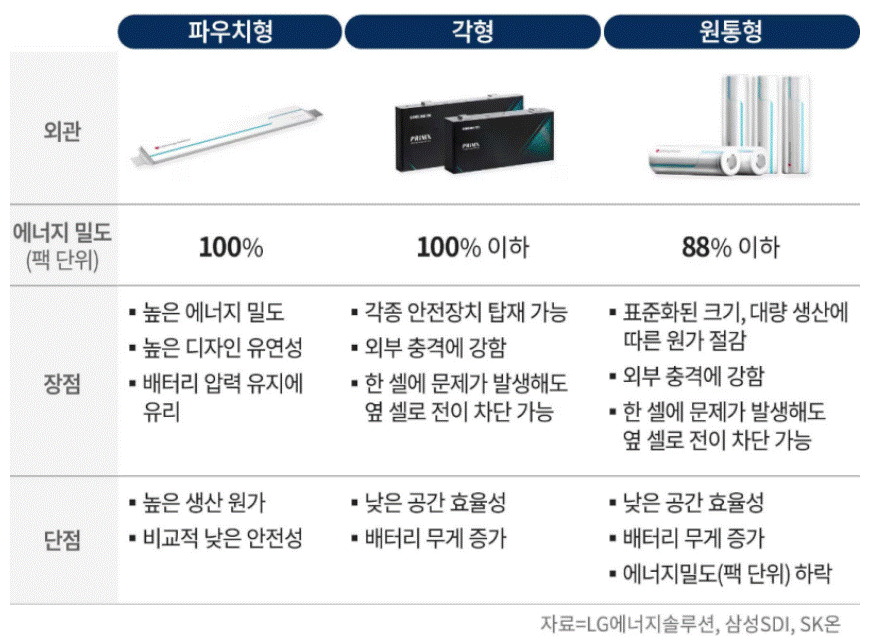 파우치형 각형 원통형
외관
PRiMX
PRiMX
에너지 밀도
(팩 단위)
100% 100% 이하 88% 이하
장점
▪ 높은 에너지 밀도
▪ 높은 디자인 유연성
▪ 배터리 압력 유지에
유리
▪ 각종 안전장치 탑재 가능
▪ 외부 충격에 강함
▪ 한 셀에 문제가 발생해도
옆 셀로 전이 차단 가능
▪ 표준화된 크기, 대량 생산에
따른 원가 절감
▪ 외부 충격에 강함
▪ 한 셀에 문제가 발생해도
옆 셀로 전이 차단 가능
단점
▪ 높은 생산 원가
▪ 비교적 낮은 안전성
▪ 낮은 공간 효율성
▪ 배터리 무게 증가
▪ 낮은 공간 효율성
▪ 배터리 무게 증가
▪ 에너지밀도(팩 단위) 하락
자료=LG에너지솔루션, 삼성SDI, SK온